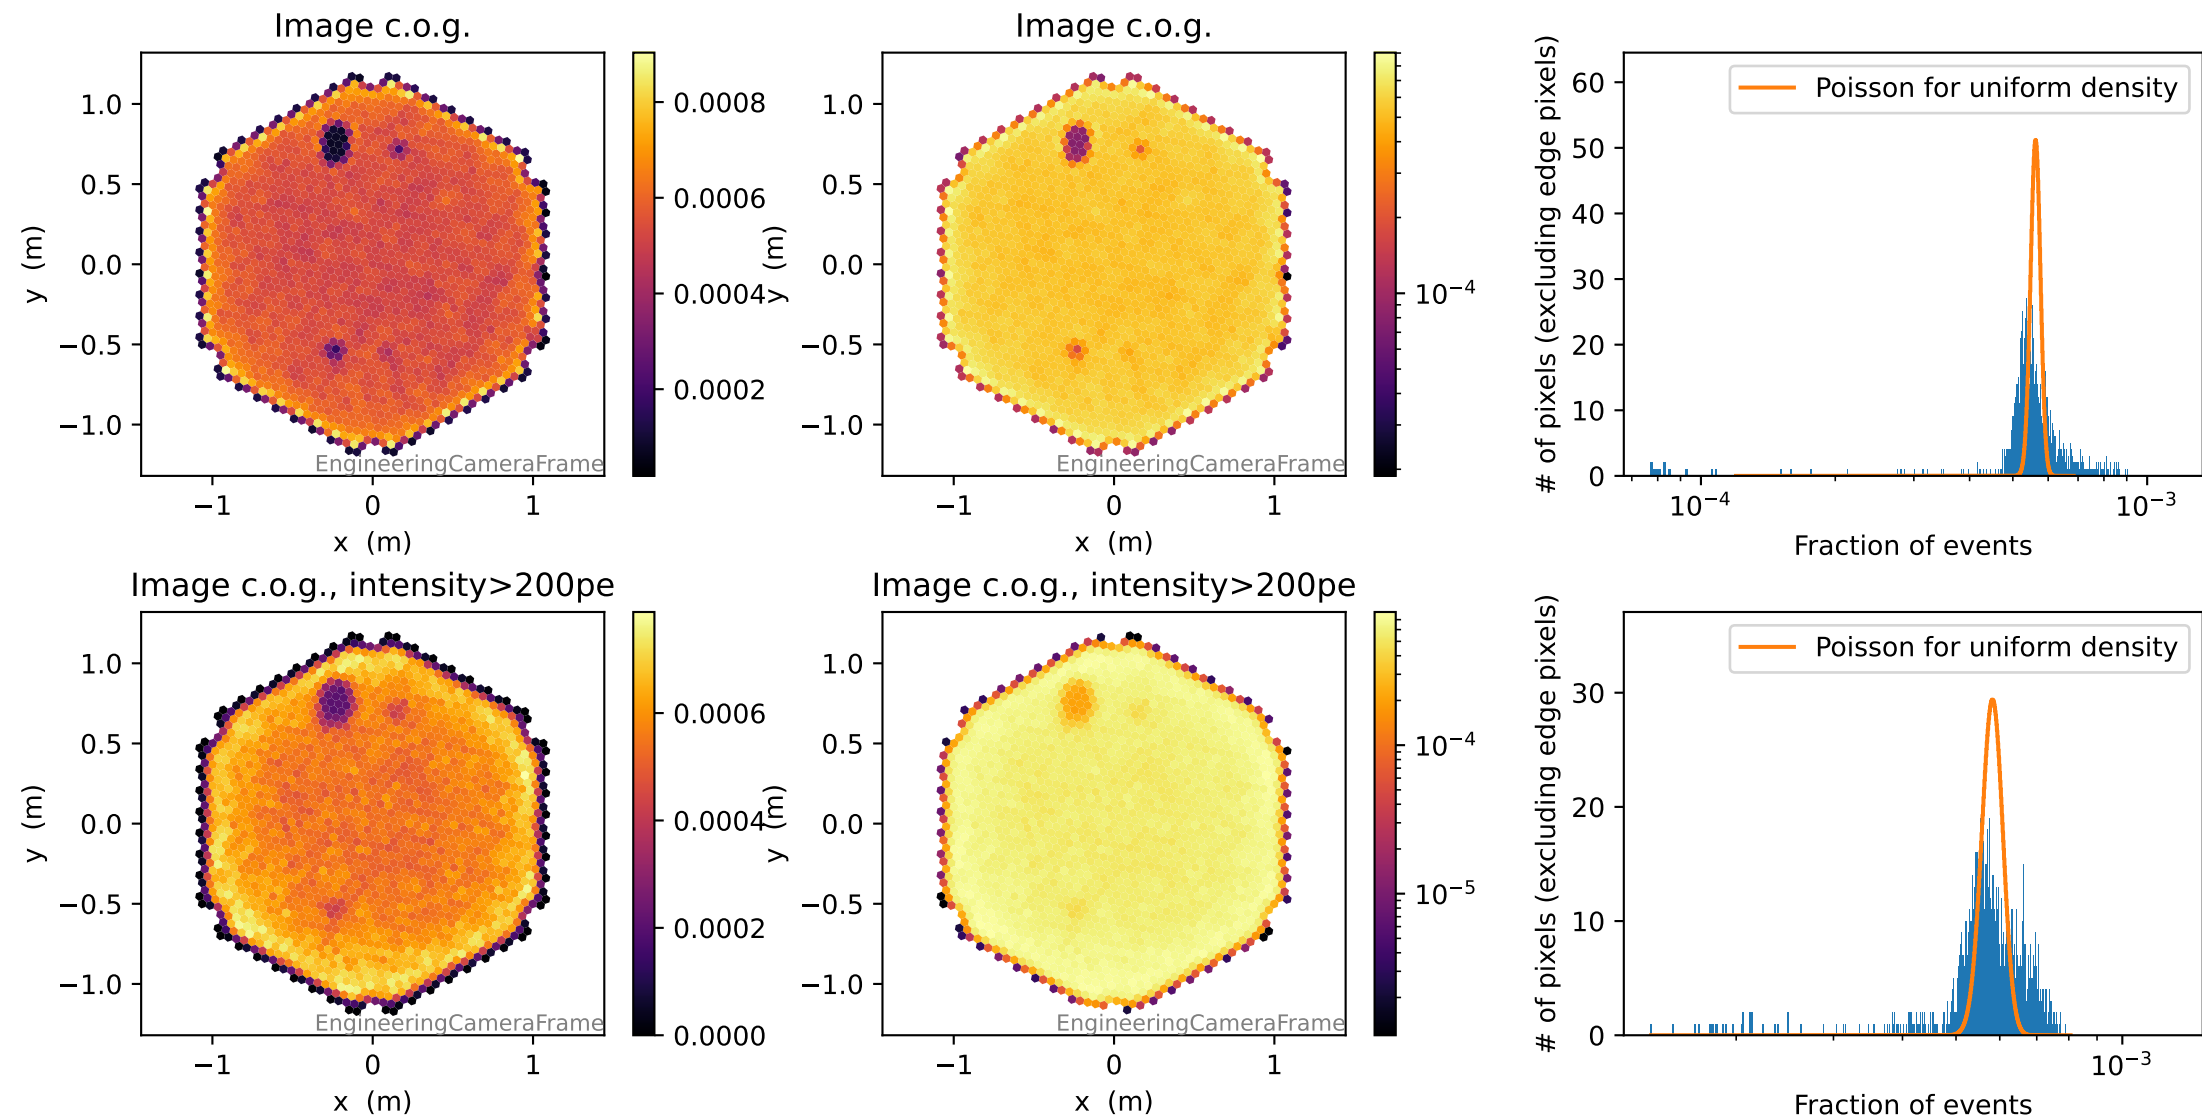 Image c.o.g.
1.0
0.5
0.0
−0.5
−1.0
y (m)
−1
0
1
x (m)
EngineeringCameraFrame
0.0008
0.0006
0.0004
0.0002
Image c.o.g.
1.0
0.5
0.0
−0.5
−1.0
y (m)
−1
0
1
x (m)
EngineeringCameraFrame
10⁻⁴
# of pixels (excluding edge pixels)
60
50
40
30
20
10
0
Poisson for uniform density
10⁻⁴
10⁻³
Fraction of events
Image c.o.g., intensity>200pe
1.0
0.5
0.0
−0.5
−1.0
y (m)
−1
0
1
x (m)
EngineeringCameraFrame
0.0006
0.0004
0.0002
0.0000
Image c.o.g., intensity>200pe
1.0
0.5
0.0
−0.5
−1.0
y (m)
−1
0
1
x (m)
EngineeringCameraFrame
10⁻⁴
10⁻⁵
# of pixels (excluding edge pixels)
30
20
10
0
Poisson for uniform density
10⁻³
Fraction of events